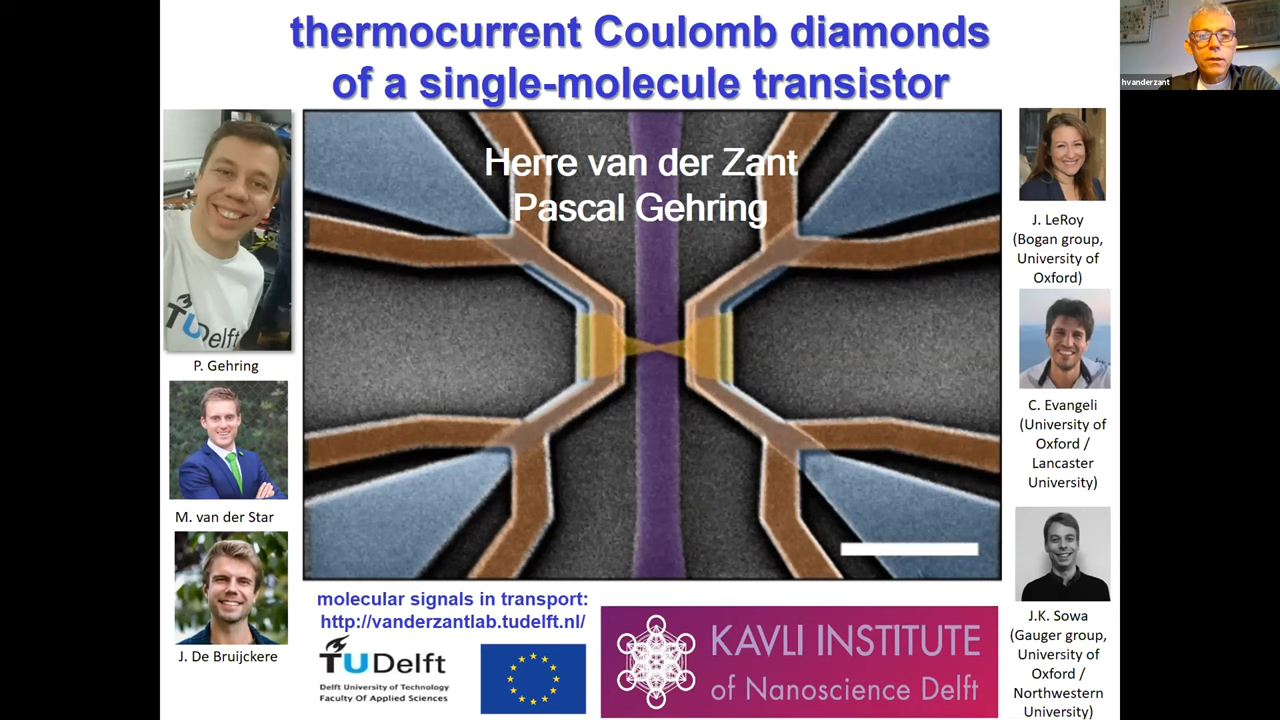 thermocurrent Coulomb diamonds
of a single-molecule transistor
hvanderzant
Herre van der Zant
Pascal Gehring
TUDelft
P. Gehring
M. van der Star
J. De Bruijckere
J. LeRoy
(Bogan group,
University of
Oxford)
C. Evangeli
(University of
Oxford /
Lancaster
University)
J.K. Sowa
(Gauger group,
University of
Oxford /
Northwestern
University)
molecular signals in transport:
http://vanderzantlab.tudelft.nl/
TUDelft
Delft University of Technology
Faculty Of Applied Sciences
KAVLI INSTITUTE
of Nanoscience Delft